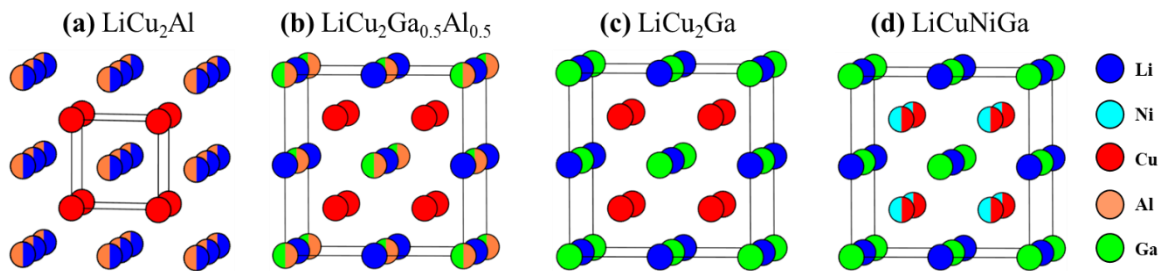 (a) LiCu₂Al (b) LiCu₂Ga₀.₅Al₀.₅ (c) LiCu₂Ga (d) LiCuNiGa
Li
Ni
Cu
Al
Ga